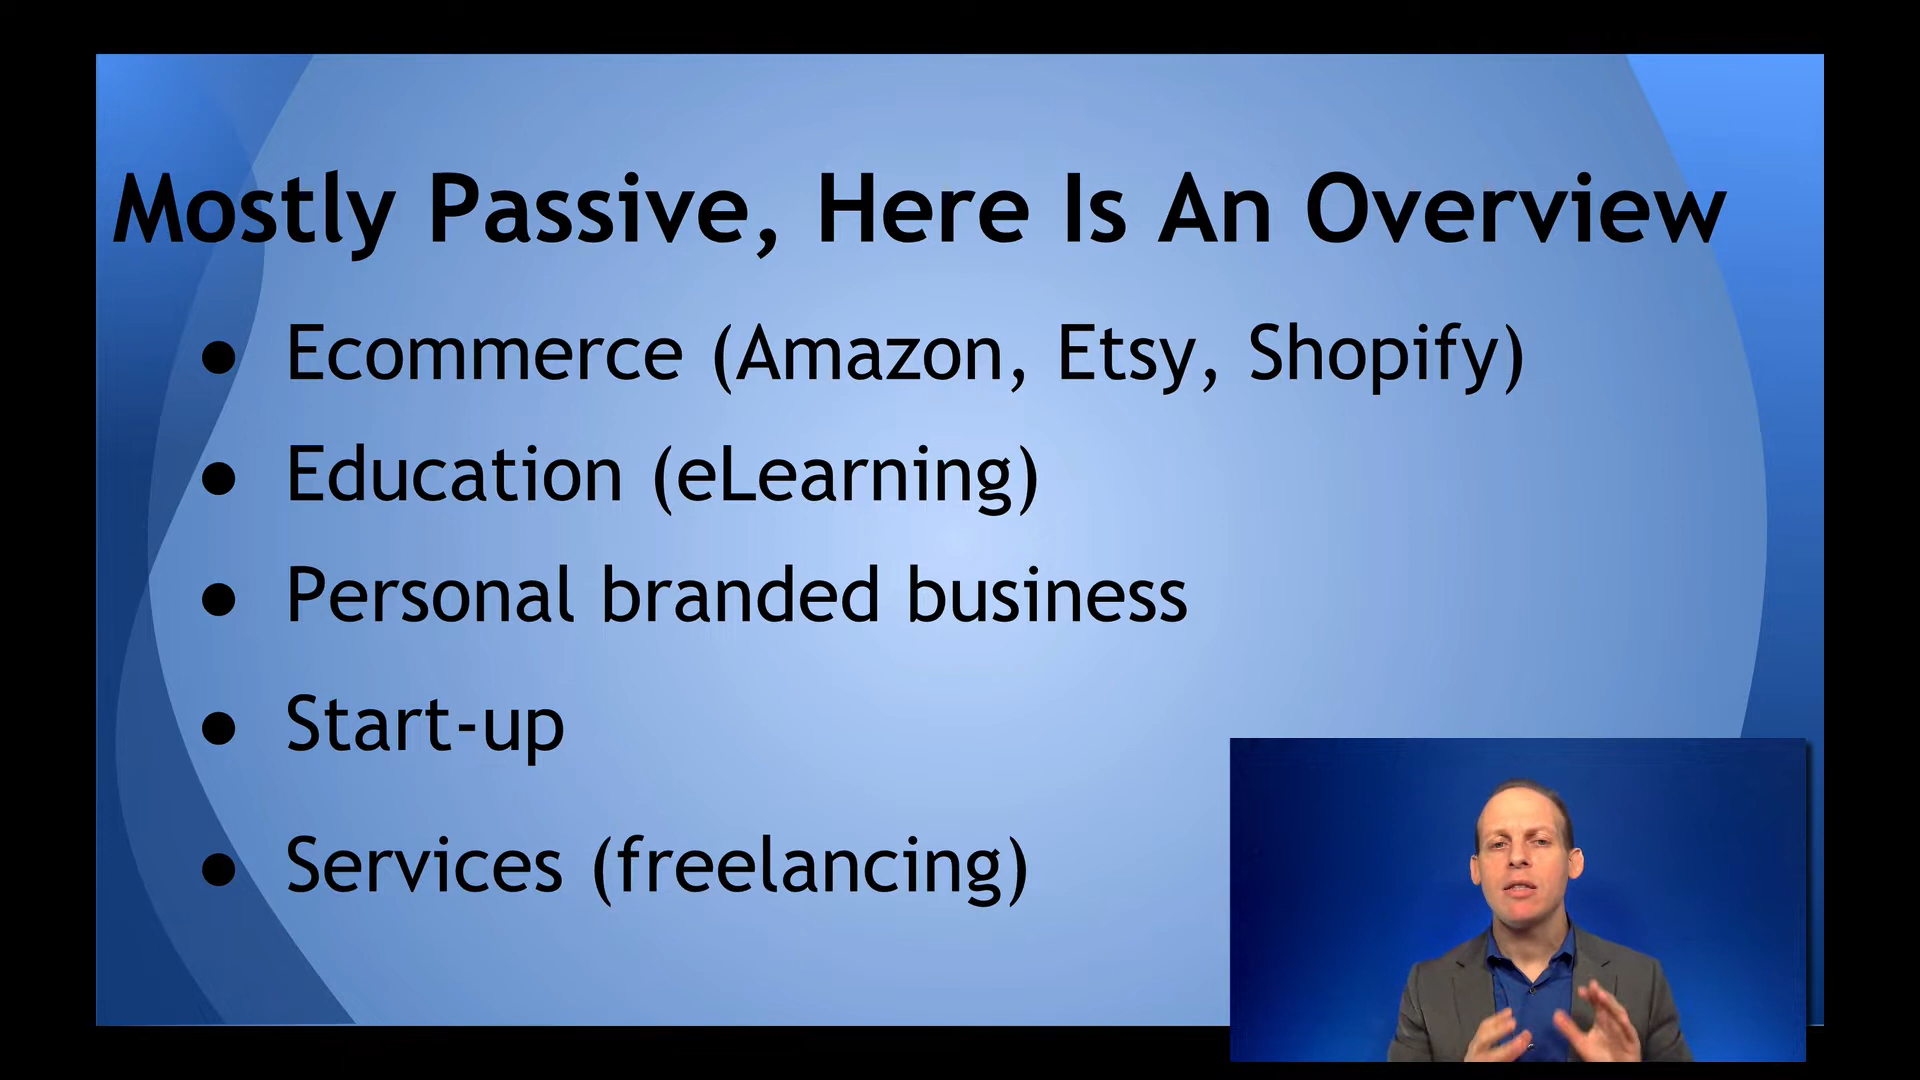 Mostly Passive, Here Is An Overview
● Ecommerce (Amazon, Etsy, Shopify)
● Education (eLearning)
● Personal branded business
● Start-up
● Services (freelancing)